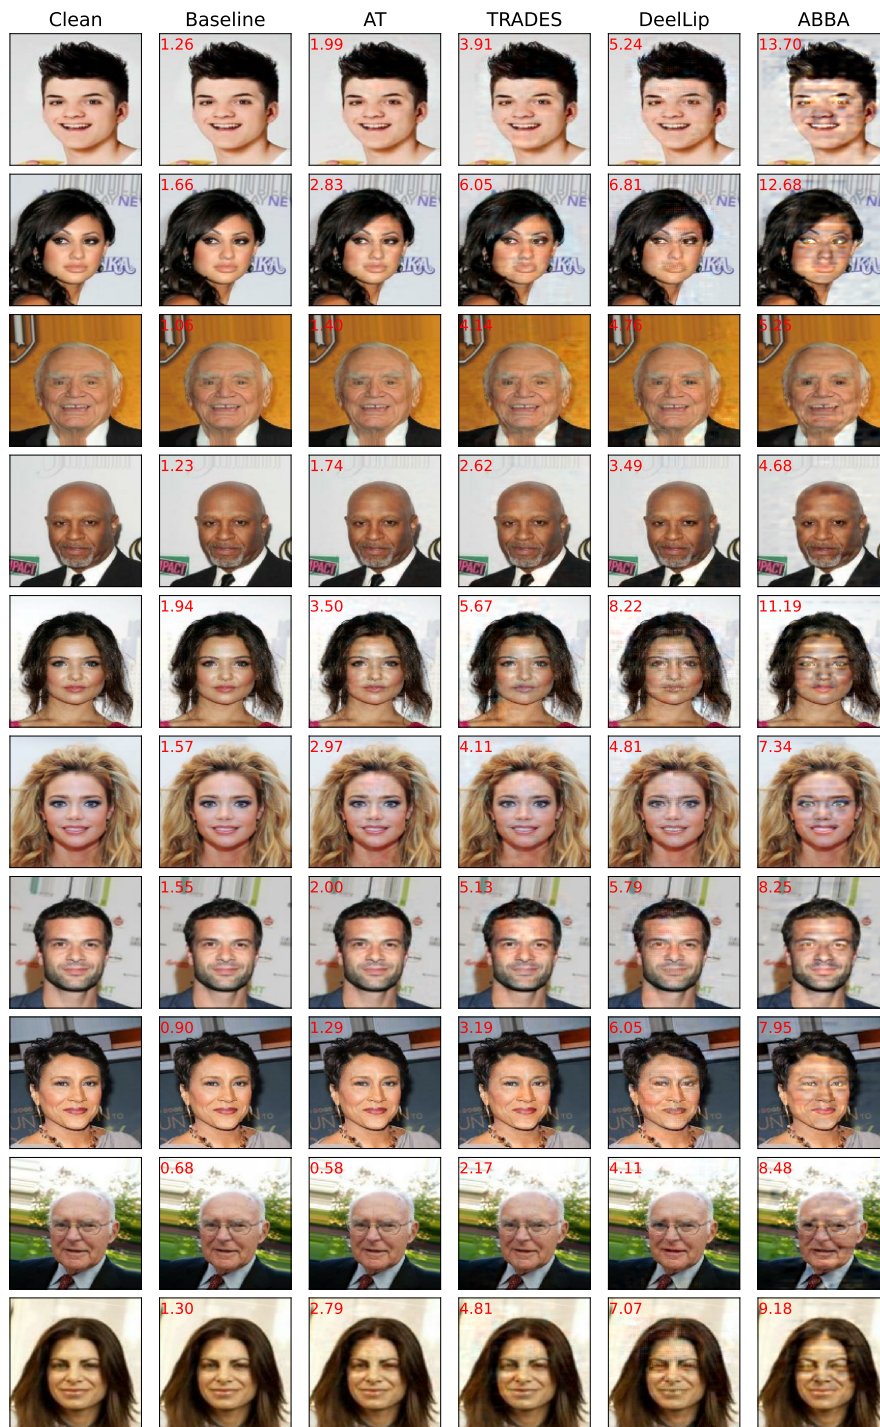 Clean Baseline AT TRADES DeelLip ABBA
1.26 1.99 3.91 5.24 13.70
1.66 2.83 6.05 6.81 12.68
1.06 1.40 4.14 4.76 5.25
1.23 1.74 2.62 3.49 4.68
1.94 3.50 5.67 8.22 11.19
1.57 2.97 4.11 4.81 7.34
1.55 2.00 5.13 5.79 8.25
0.90 1.29 3.19 6.05 7.95
0.68 0.58 2.17 4.11 8.48
1.30 2.79 4.81 7.07 9.18